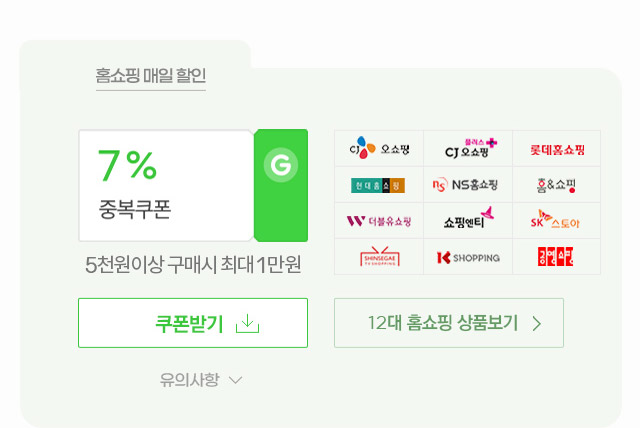 홈쇼핑 매일 할인
7%
중복쿠폰
G
5천원이상 구매시 최대 1만원
쿠폰받기
유의사항
CJ 오쇼핑
플러스
CJ 오쇼핑
롯데홈쇼핑
현대홈쇼핑
NS홈쇼핑
홈&쇼핑
W 더블유쇼핑
쇼핑엔티
SK스토아
SHINSEGAE
TV SHOPPING
K SHOPPING
공영쇼핑
12대 홈쇼핑 상품보기